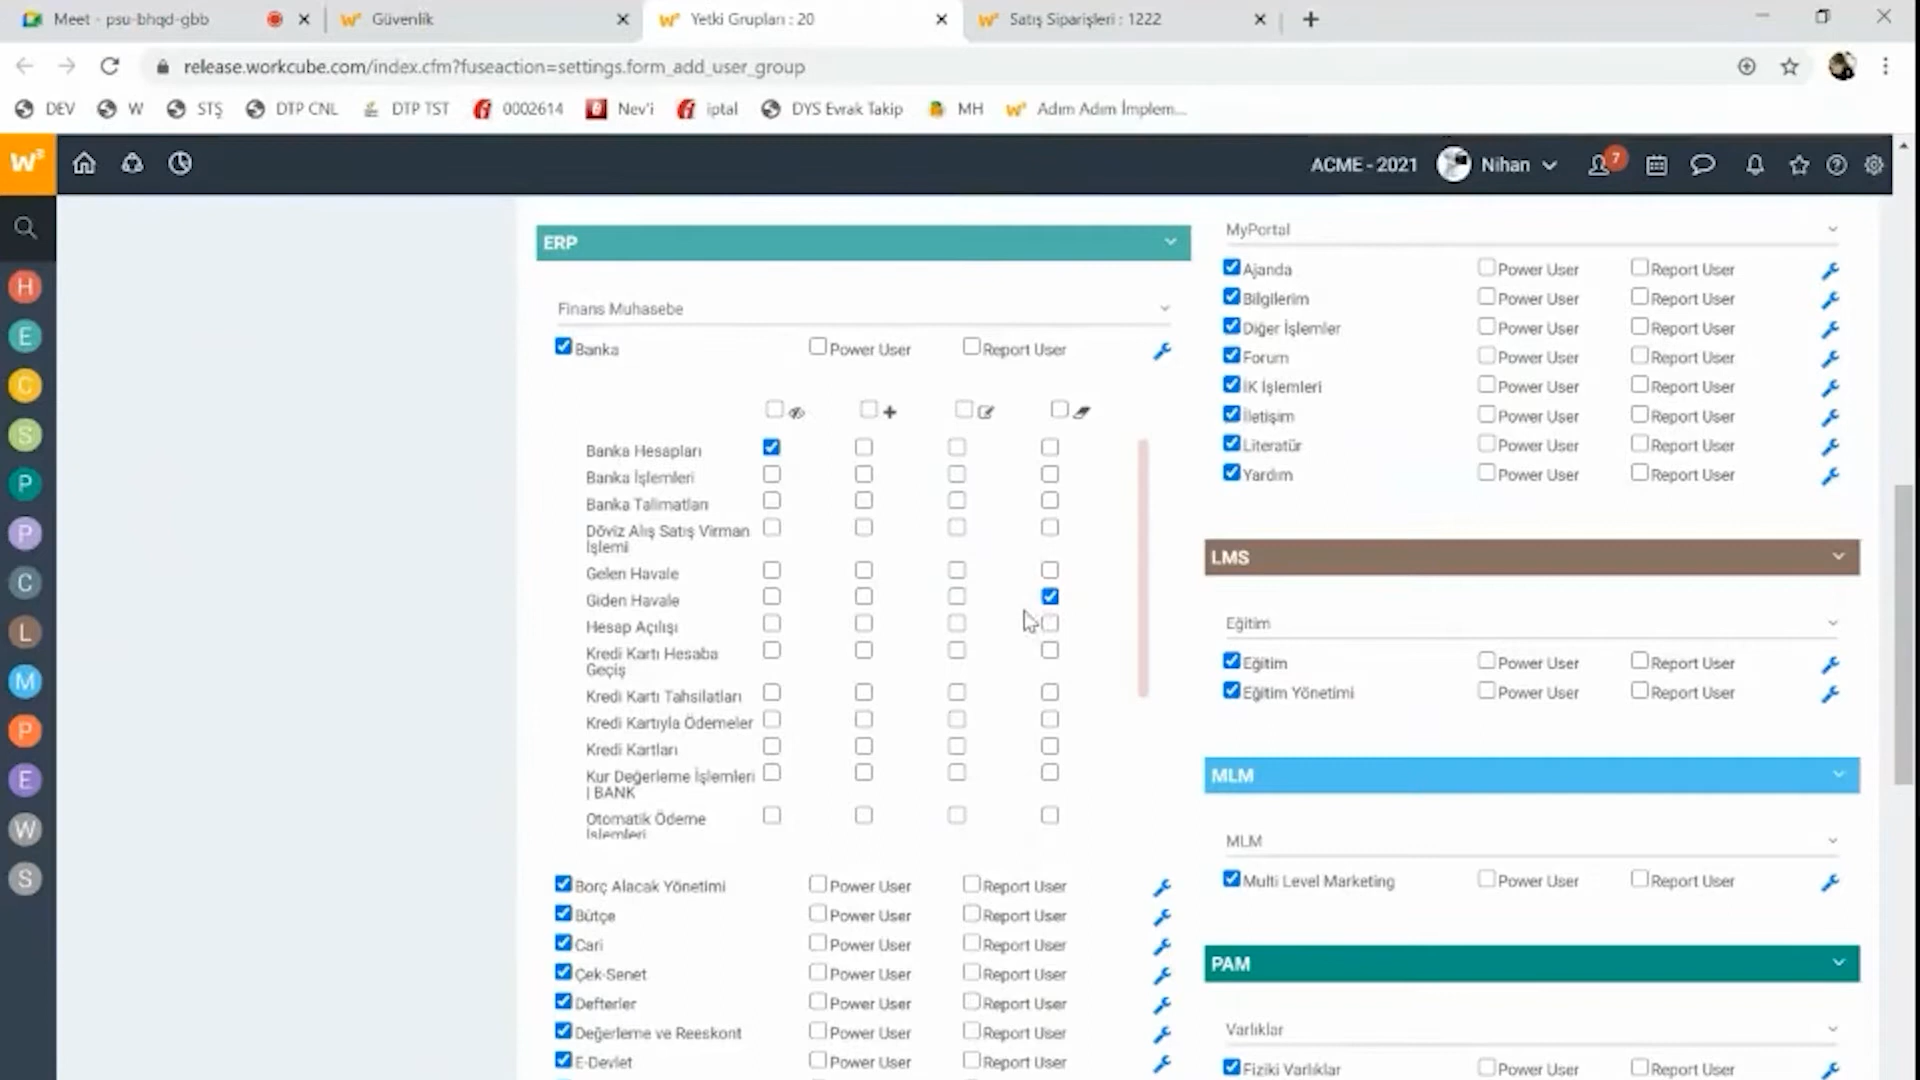 Meet - psu-bhqd-gbb
Güvenlik
Yetki Grupları : 20
Satış Siparişleri : 1222
release.workcube.com/index.cfm?fuseaction=settings.form_add_user_group
DEV W STŞ DTP CNL DTP TST 0002614 Nev'i iptal DYS Evrak Takip MH Adım Adım İmplem...
ACME - 2021 Nihan 7
H
E
C
S
P
P
C
L
M
P
E
W
S
ERP
Finans Muhasebe
Banka Power User Report User
Banka Hesapları
Banka İşlemleri
Banka Talimatları
Döviz Alış Satış Virman
İşlemi
Gelen Havale
Giden Havale
Hesap Açılışı
Kredi Kartı Hesaba
Geçiş
Kredi Kartı Tahsilatları
Kredi Kartıyla Ödemeler
Kredi Kartları
Kur Değerleme İşlemleri
| BANK
Otomatik Ödeme
İşlemleri
Borç Alacak Yönetimi Power User Report User
Bütçe Power User Report User
Cari Power User Report User
Çek-Senet Power User Report User
Defterler Power User Report User
Değerleme ve Reeskont Power User Report User
E-Devlet Power User Report User
MyPortal
Ajanda Power User Report User
Bilgilerim Power User Report User
Diğer İşlemler Power User Report User
Forum Power User Report User
İK İşlemleri Power User Report User
İletişim Power User Report User
Literatür Power User Report User
Yardım Power User Report User
LMS
Eğitim
Eğitim Power User Report User
Eğitim Yönetimi Power User Report User
MLM
MLM
Multi Level Marketing Power User Report User
PAM
Varlıklar
Fiziki Varlıklar Power User Report User